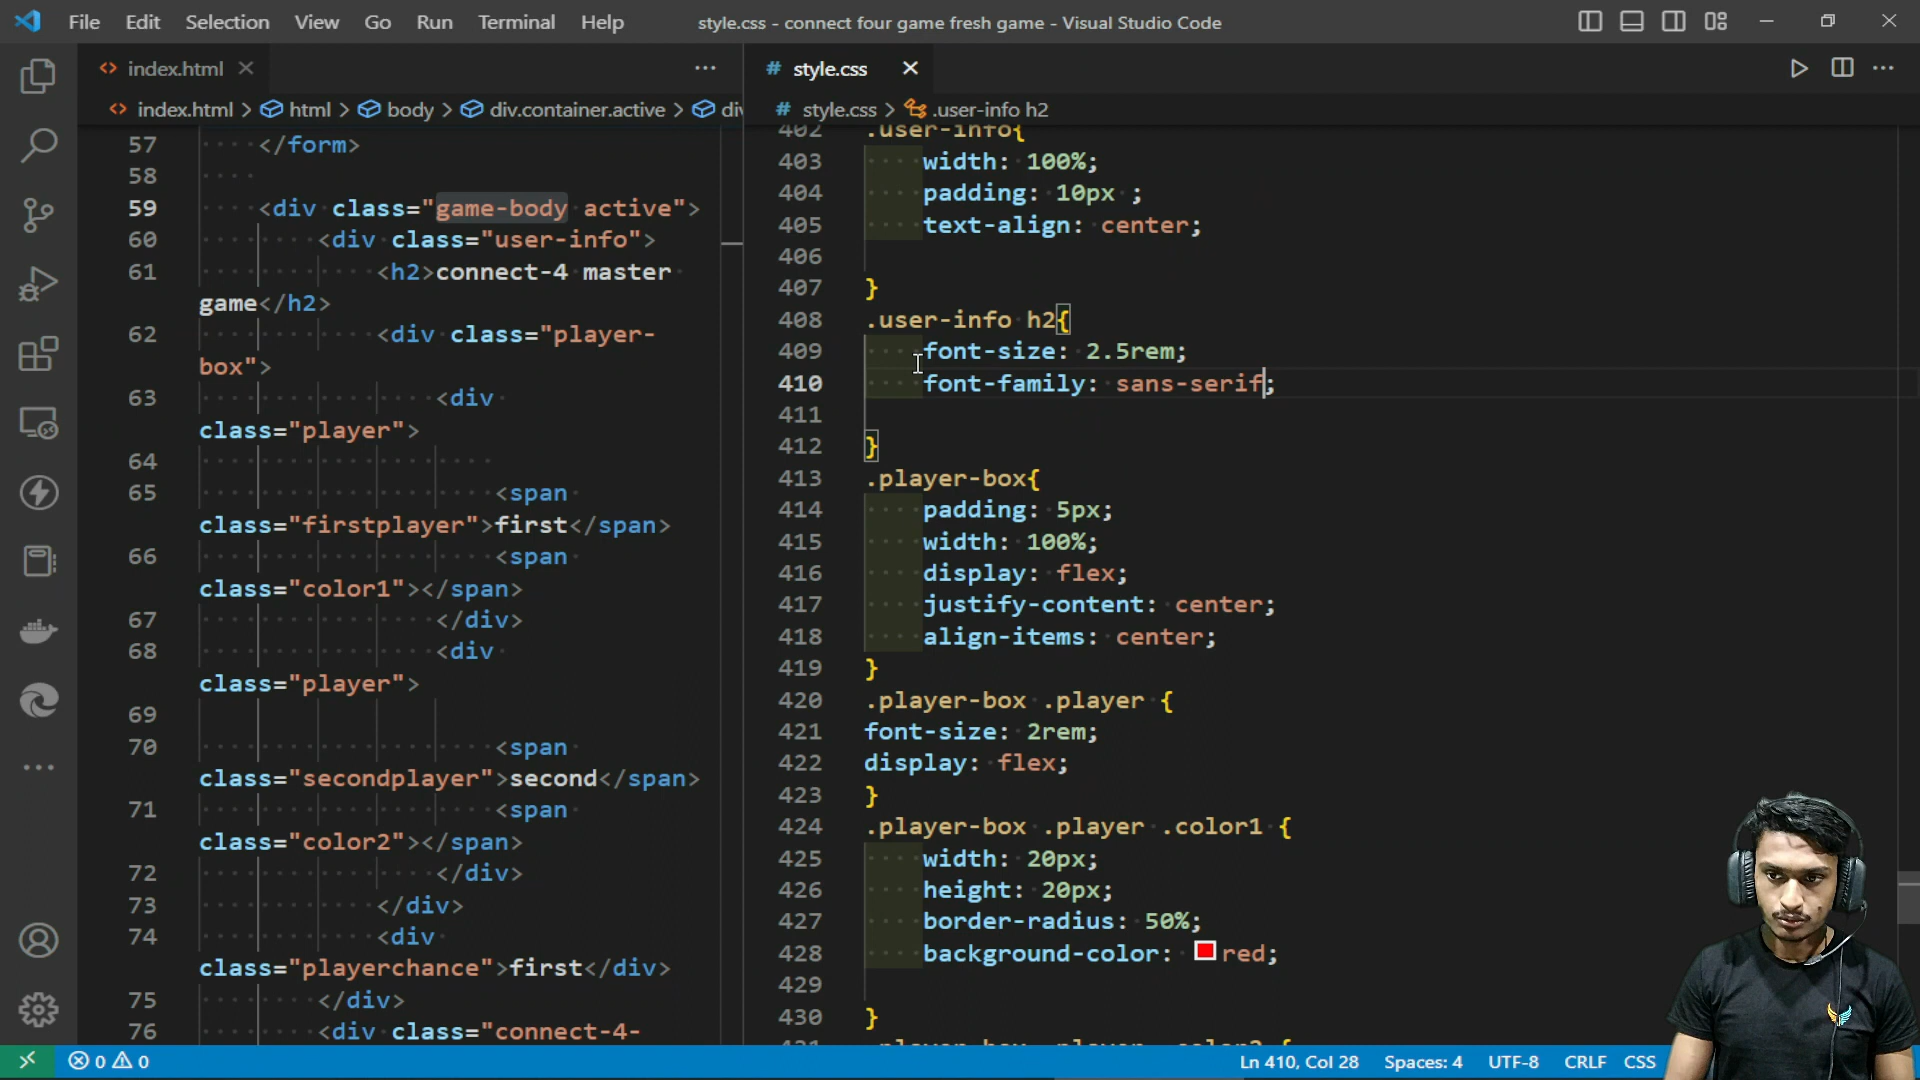 File Edit Selection View Go Run Terminal Help style.css - connect four game fresh game - Visual Studio Code
index.html
index.html > html > body > div.container.active > div
57 </form>
58
59 <div class="game-body active">
60 <div class="user-info">
61 <h2>connect-4 master
game</h2>
62 <div class="player-
box">
63 <div
class="player">
64
65 <span
class="firstplayer">first</span>
66 <span
class="color1"></span>
67 </div>
68 <div
class="player">
69
70 <span
class="secondplayer">second</span>
71 <span
class="color2"></span>
72 </div>
73 </div>
74 <div
class="playerchance">first</div>
75 </div>
76 <div class="connect-4-
# style.css
# style.css > .user-info h2
402 .user-info{
403 width: 100%;
404 padding: 10px ;
405 text-align: center;
406
407 }
408 .user-info h2{
409 font-size: 2.5rem;
410 font-family: sans-serif;
411
412 }
413 .player-box{
414 padding: 5px;
415 width: 100%;
416 display: flex;
417 justify-content: center;
418 align-items: center;
419 }
420 .player-box .player {
421 font-size: 2rem;
422 display: flex;
423 }
424 .player-box .player .color1 {
425 width: 20px;
426 height: 20px;
427 border-radius: 50%;
428 background-color: red;
429
430 }
431 .player-box .player .color2 {
0 0 Ln 410, Col 28 Spaces: 4 UTF-8 CRLF CSS